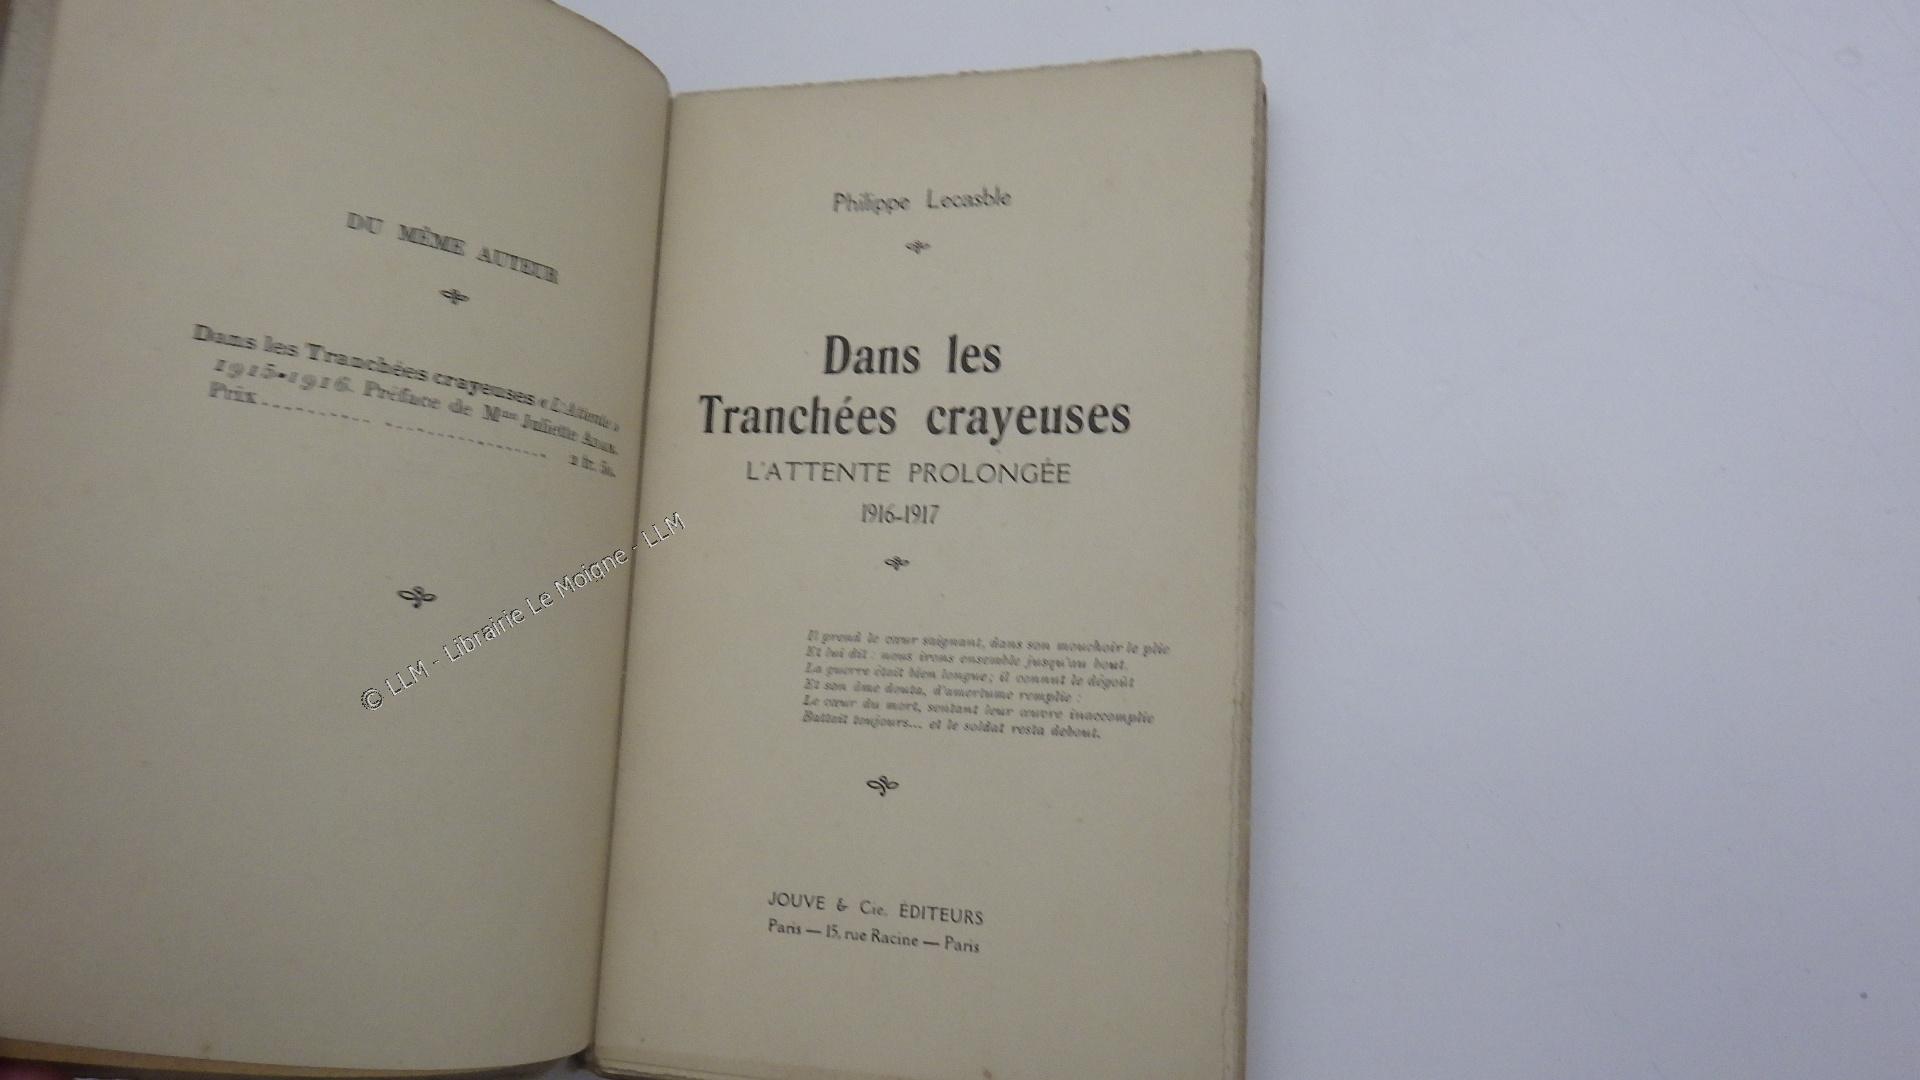 DU MÊME AUTEUR
Dans les Tranchées crayeuses « L'Attente »
1915-1916. Préface de Mme Juliette Adam.
Prix 2 fr. 50.
Philippe Lecasble
Dans les
Tranchées crayeuses
L'ATTENTE PROLONGÉE
1916-1917
Il prend le cœur saignant, dans son mouchoir le plie
Et lui dit : nous irons ensemble jusqu'au bout.
La guerre était bien longue ; il connut le dégoût
Et son âme douta, d'amertume remplie :
Le cœur du mort, sentant leur œuvre inaccomplie
Battait toujours... et le soldat resta debout.
JOUVE & Cie, ÉDITEURS
Paris — 15, rue Racine — Paris
© LLM - Librairie Le Moigne - LLM